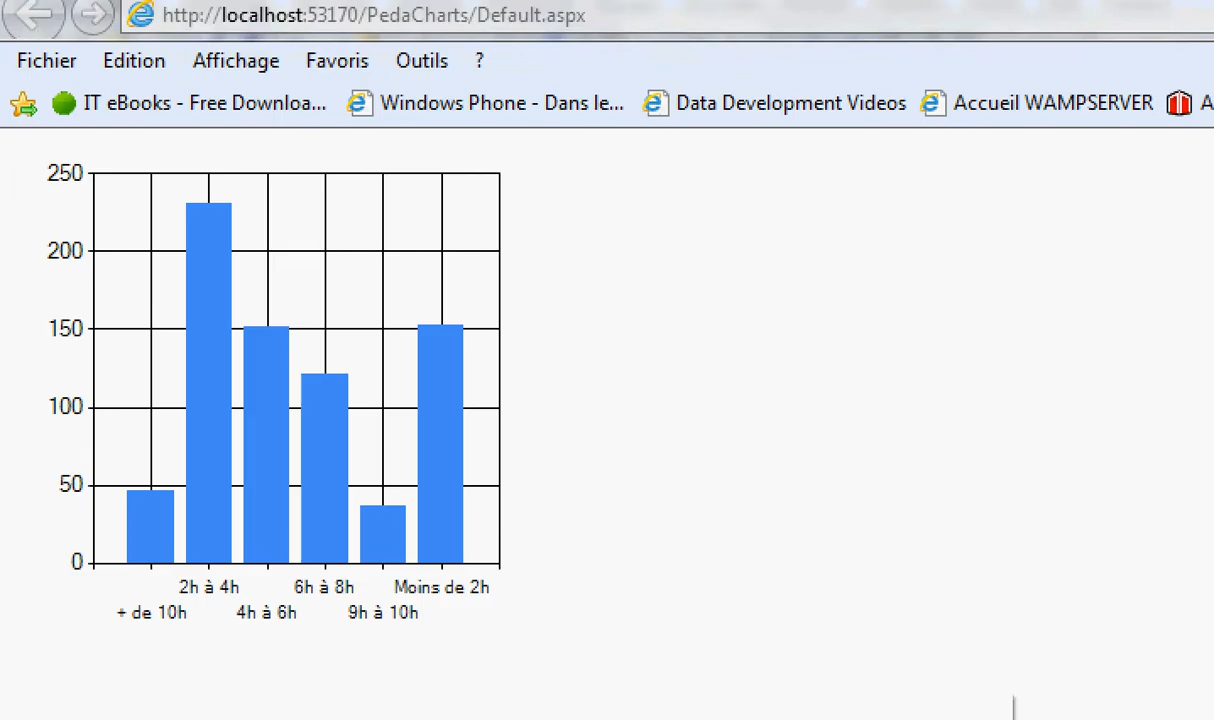 http://localhost:53170/PedaCharts/Default.aspx
Fichier Edition Affichage Favoris Outils ?
IT eBooks - Free Downloa... Windows Phone - Dans le... Data Development Videos Accueil WAMPSERVER A
250
200
150
100
50
0
2h à 4h 6h à 8h Moins de 2h
+ de 10h 4h à 6h 9h à 10h